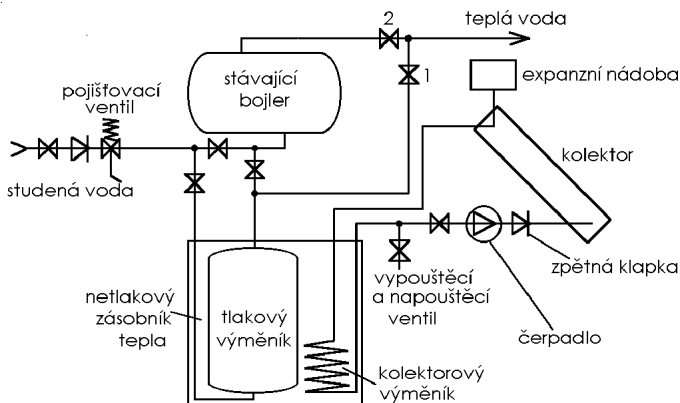 2
teplá voda
stávající
bojler
1
expanzní nádoba
pojišťovací
ventil
kolektor
studená voda
zpětná klapka
vypouštěcí
a napouštěcí
ventil
netlakový
zásobník
tepla
tlakový
výměník
čerpadlo
kolektorový
výměník